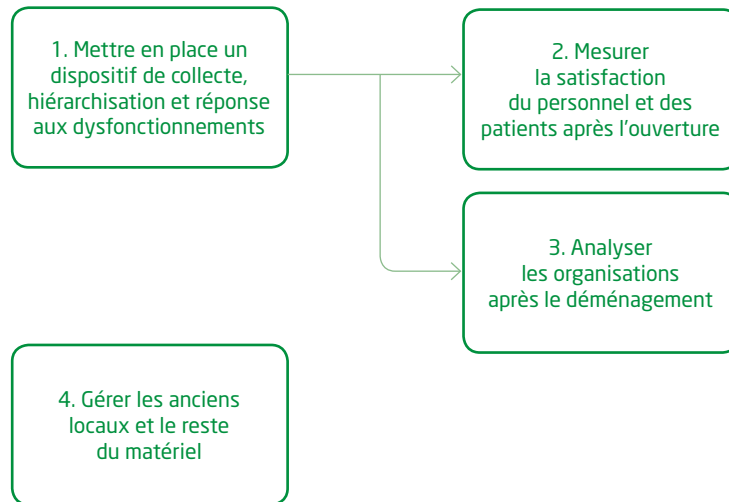 1. Mettre en place un
dispositif de collecte,
hiérarchisation et réponse
aux dysfonctionnements
2. Mesurer
la satisfaction
du personnel et des
patients après l'ouverture
3. Analyser
les organisations
après le déménagement
4. Gérer les anciens
locaux et le reste
du matériel